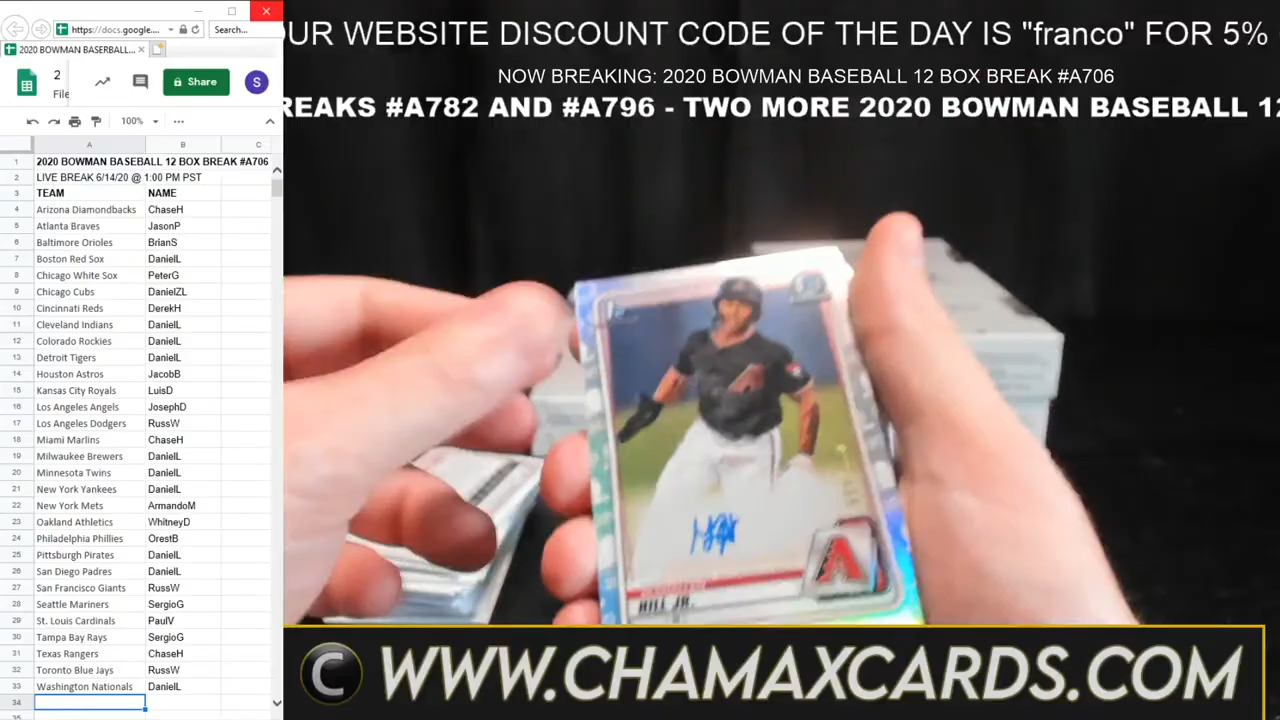 https://docs.google....
Search...
2020 BOWMAN BASEBALL...
2
File
Share
S
100%
A B C
1 2020 BOWMAN BASEBALL 12 BOX BREAK #A706
2 LIVE BREAK 6/14/20 @ 1:00 PM PST
3 TEAM NAME
4 Arizona Diamondbacks ChaseH
5 Atlanta Braves JasonP
6 Baltimore Orioles BrianS
7 Boston Red Sox DanielL
8 Chicago White Sox PeterG
9 Chicago Cubs DanielZL
10 Cincinnati Reds DerekH
11 Cleveland Indians DanielL
12 Colorado Rockies DanielL
13 Detroit Tigers DanielL
14 Houston Astros JacobB
15 Kansas City Royals LuisD
16 Los Angeles Angels JosephD
17 Los Angeles Dodgers RussW
18 Miami Marlins ChaseH
19 Milwaukee Brewers DanielL
20 Minnesota Twins DanielL
21 New York Yankees DanielL
22 New York Mets ArmandoM
23 Oakland Athletics WhitneyD
24 Philadelphia Phillies OrestB
25 Pittsburgh Pirates DanielL
26 San Diego Padres DanielL
27 San Francisco Giants RussW
28 Seattle Mariners SergioG
29 St. Louis Cardinals PaulV
30 Tampa Bay Rays SergioG
31 Texas Rangers ChaseH
32 Toronto Blue Jays RussW
33 Washington Nationals DanielL
34
OUR WEBSITE DISCOUNT CODE OF THE DAY IS "franco" FOR 5%
NOW BREAKING: 2020 BOWMAN BASEBALL 12 BOX BREAK #A706
REAKS #A782 AND #A796 - TWO MORE 2020 BOWMAN BASEBALL 12
A
HILL JR.
C WWW.CHAMAXCARDS.COM